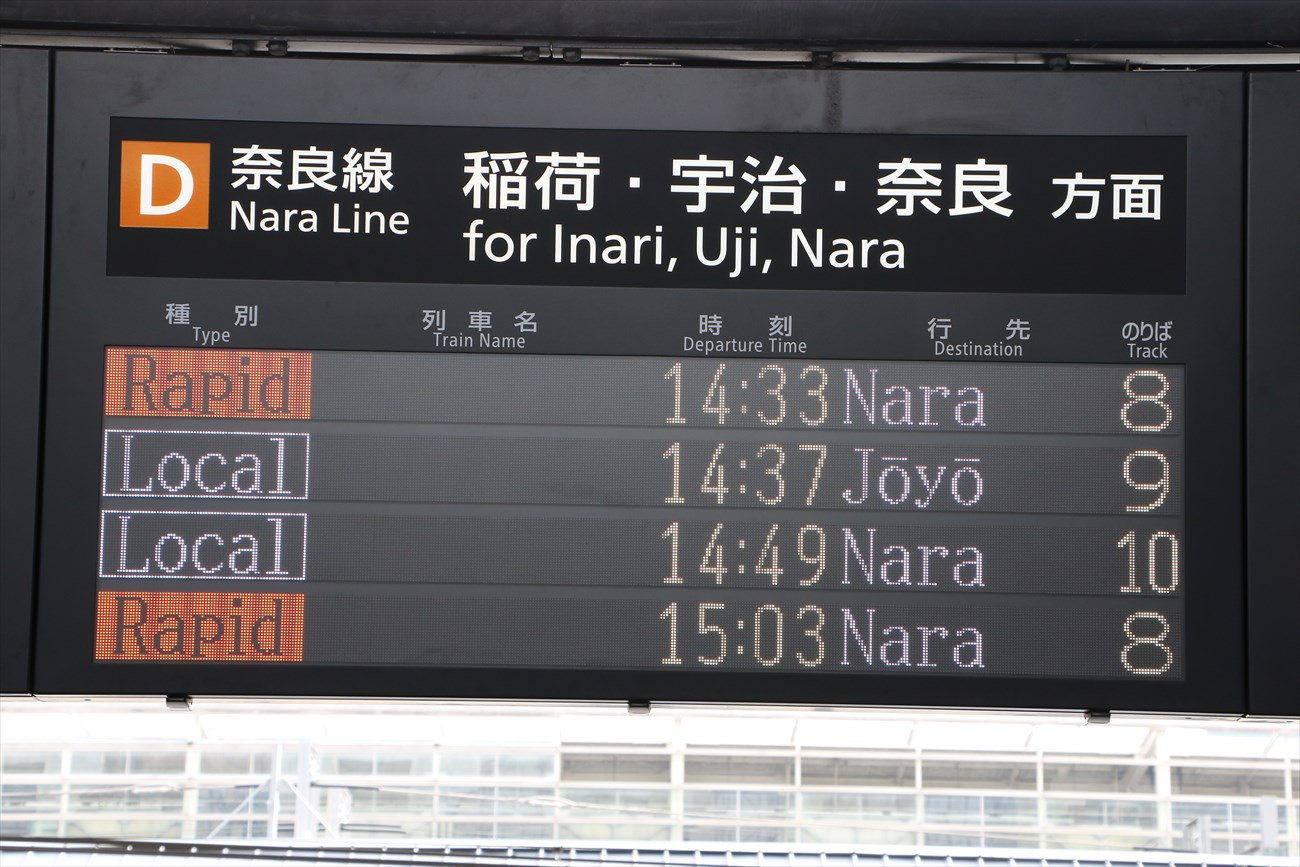 D 奈良線 稲荷・宇治・奈良 方面
Nara Line for Inari, Uji, Nara
種別 列車名 時刻 行先 のりば
Type Train Name Departure Time Destination Track
Rapid 14:33 Nara 8
Local 14:37 Jōyō 9
Local 14:49 Nara 10
Rapid 15:03 Nara 8